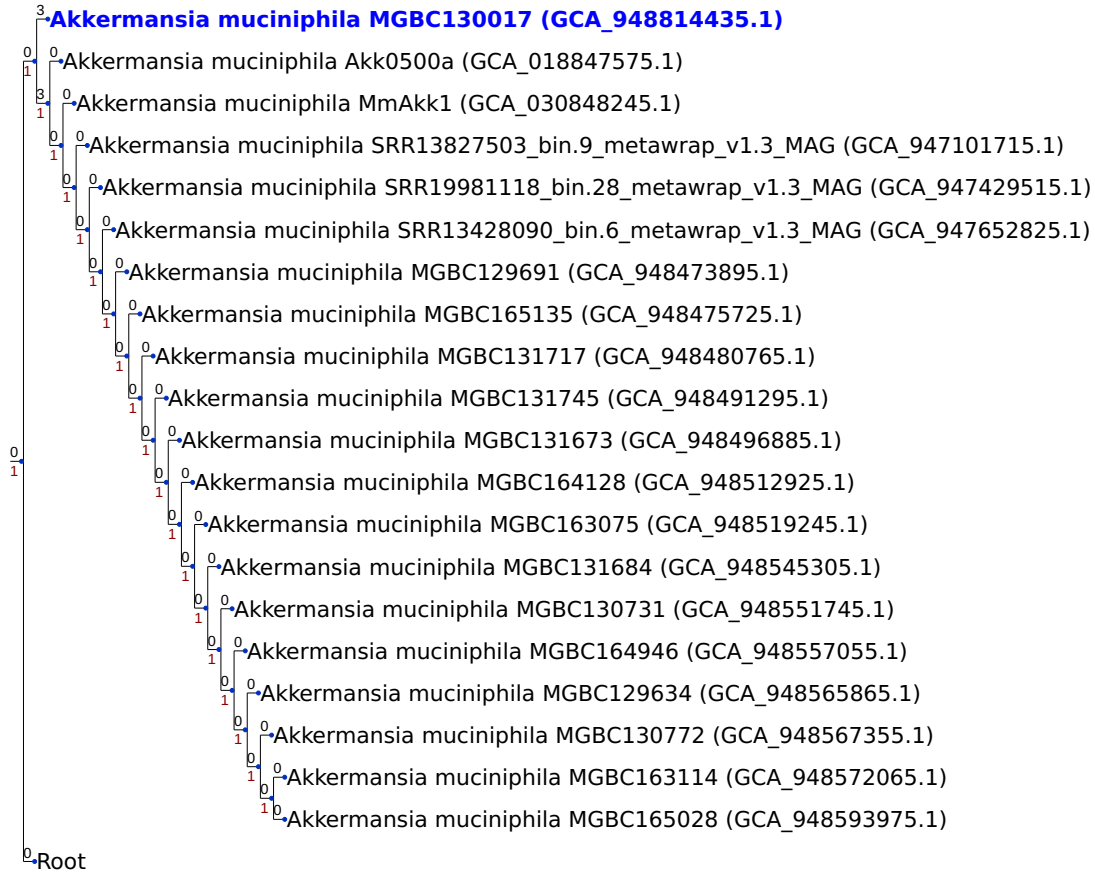 3 Akkermansia muciniphila MGBC130017 (GCA_948814435.1)
0 1 0 Akkermansia muciniphila Akk0500a (GCA_018847575.1)
3 1 0 Akkermansia muciniphila MmAkk1 (GCA_030848245.1)
0 1 0 Akkermansia muciniphila SRR13827503_bin.9_metawrap_v1.3_MAG (GCA_947101715.1)
0 1 0 Akkermansia muciniphila SRR19981118_bin.28_metawrap_v1.3_MAG (GCA_947429515.1)
0 1 0 Akkermansia muciniphila SRR13428090_bin.6_metawrap_v1.3_MAG (GCA_947652825.1)
0 1 0 Akkermansia muciniphila MGBC129691 (GCA_948473895.1)
0 1 0 Akkermansia muciniphila MGBC165135 (GCA_948475725.1)
0 1 0 Akkermansia muciniphila MGBC131717 (GCA_948480765.1)
0 1 0 Akkermansia muciniphila MGBC131745 (GCA_948491295.1)
0 1 0 Akkermansia muciniphila MGBC131673 (GCA_948496885.1)
0 1 0 Akkermansia muciniphila MGBC164128 (GCA_948512925.1)
0 1 0 Akkermansia muciniphila MGBC163075 (GCA_948519245.1)
0 1 0 Akkermansia muciniphila MGBC131684 (GCA_948545305.1)
0 1 0 Akkermansia muciniphila MGBC130731 (GCA_948551745.1)
0 1 0 Akkermansia muciniphila MGBC164946 (GCA_948557055.1)
0 1 0 Akkermansia muciniphila MGBC129634 (GCA_948565865.1)
0 1 0 Akkermansia muciniphila MGBC130772 (GCA_948567355.1)
0 1 0 Akkermansia muciniphila MGBC163114 (GCA_948572065.1)
0 1 0 Akkermansia muciniphila MGBC165028 (GCA_948593975.1)
0 1
0 Root